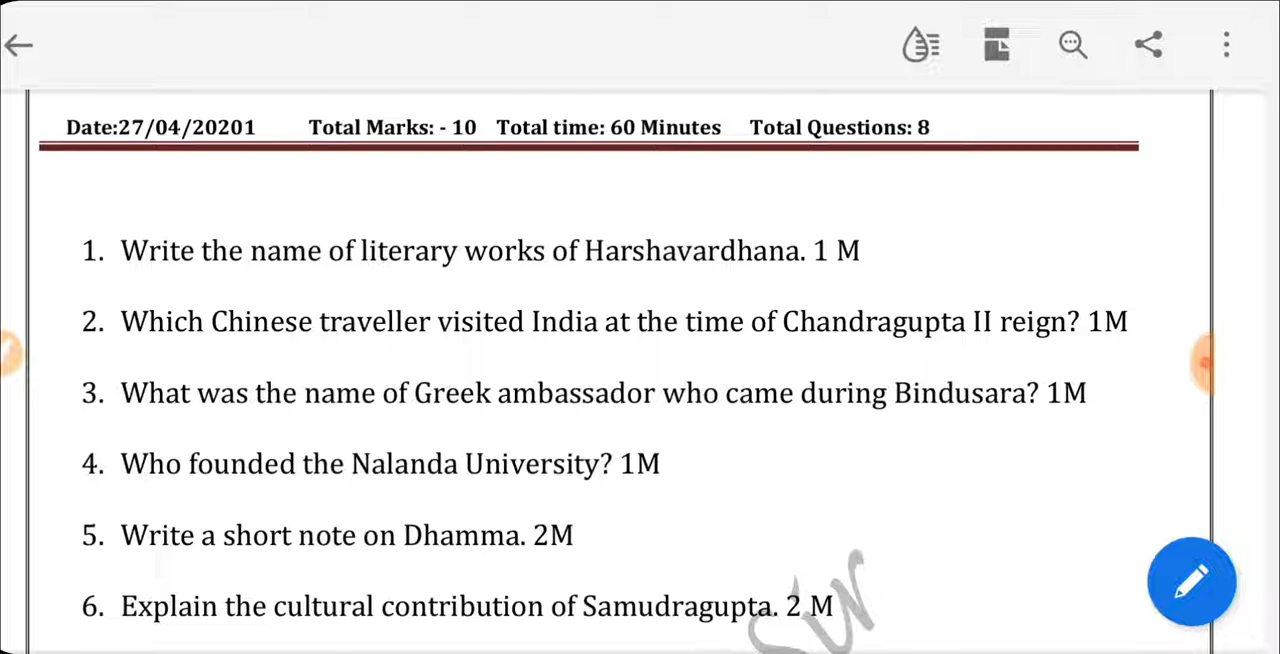 Date:27/04/20201 Total Marks: - 10 Total time: 60 Minutes Total Questions: 8
1. Write the name of literary works of Harshavardhana. 1 M
2. Which Chinese traveller visited India at the time of Chandragupta II reign? 1M
3. What was the name of Greek ambassador who came during Bindusara? 1M
4. Who founded the Nalanda University? 1M
5. Write a short note on Dhamma. 2M
6. Explain the cultural contribution of Samudragupta. 2 M
Sir